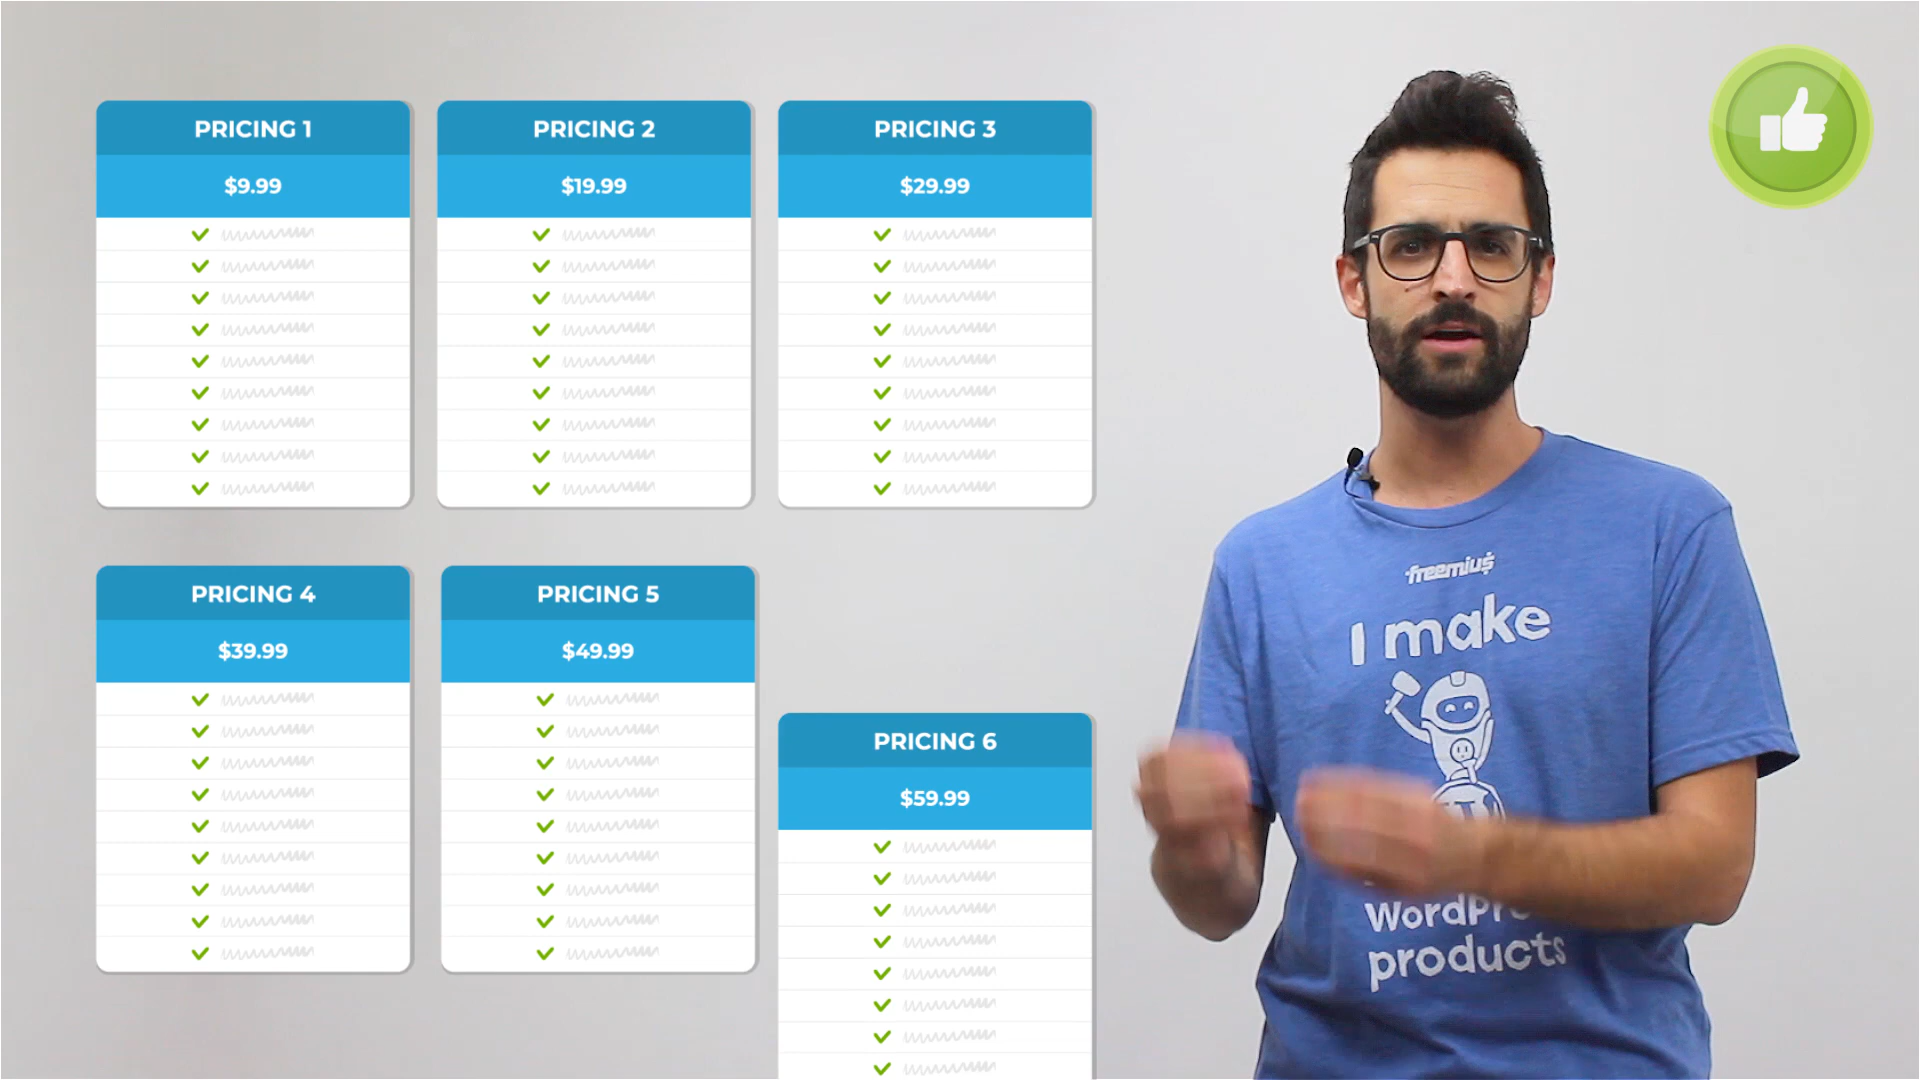 PRICING 1
$9.99
PRICING 2
$19.99
PRICING 3
$29.99
PRICING 4
$39.99
PRICING 5
$49.99
PRICING 6
$59.99
freemius
I make
products